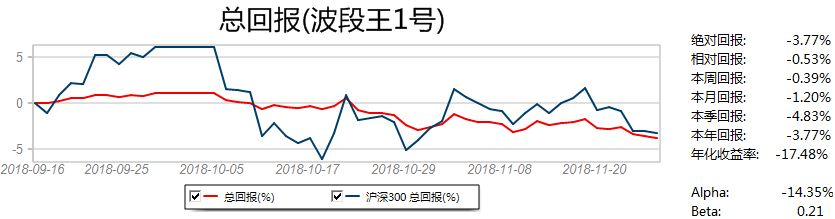 总回报(波段王1号)
5
0
-5
2018-09-16 2018-09-25 2018-10-05 2018-10-17 2018-10-29 2018-11-08 2018-11-20
总回报(%) 沪深300 总回报(%)
绝对回报: -3.77%
相对回报: -0.53%
本周回报: -0.39%
本月回报: -1.20%
本季回报: -4.83%
本年回报: -3.77%
年化收益率: -17.48%
Alpha: -14.35%
Beta: 0.21